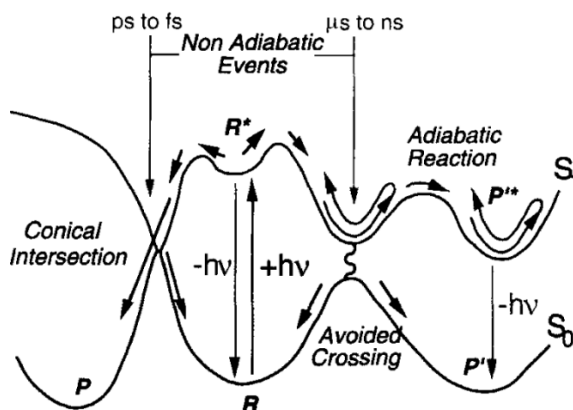 ps to fs
μs to ns
Non Adiabatic
Events
R*
Adiabatic
Reaction
S
P'*
Conical
Intersection
-hν
+hν
-hν
S₀
Avoided
Crossing
P
R
P'